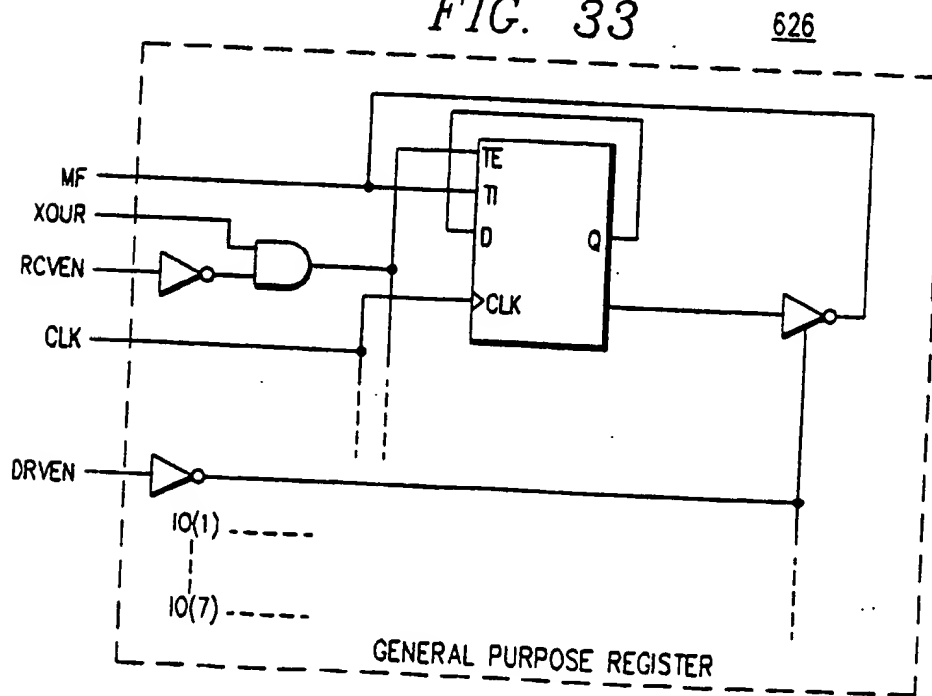 FIG. 33
626
MF
XOUR
RCVEN
CLK
DRVEN
TE
TI
D
Q
CLK
IO(1)
IO(7)
GENERAL PURPOSE REGISTER